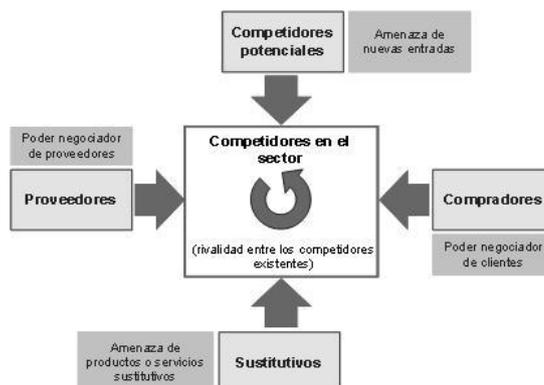 Competidores
potenciales
Amenaza de
nuevas entradas
Poder negociador
de proveedores
Proveedores
Competidores en el
sector
(rivalidad entre los competidores
existentes)
Compradores
Poder negociador
de clientes
Amenaza de
productos o servicios
sustitutivos
Sustitutivos